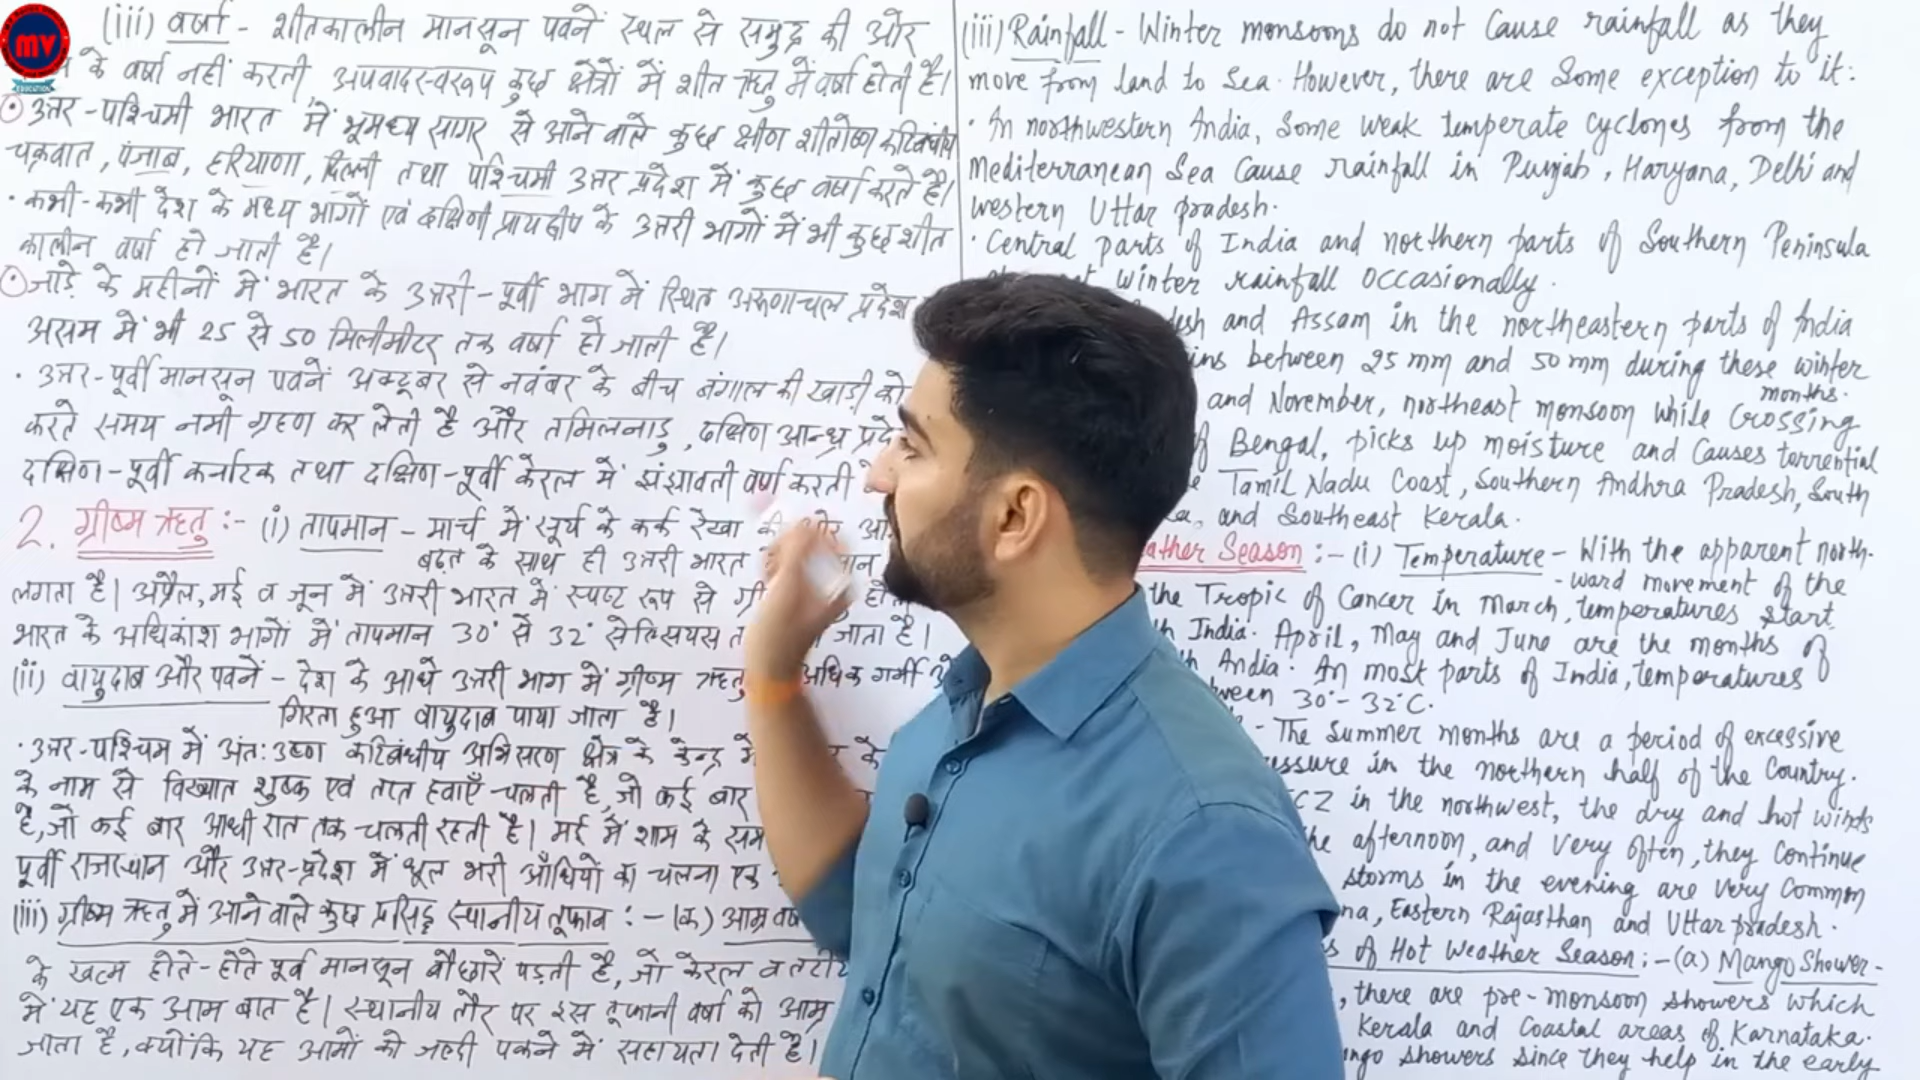 mv
EDUCATION
(iii) वर्षा - शीतकालीन मानसून पवनें स्थल से समुद्र की ओर
के वर्षा नहीं करती अपवादस्वरूप कुछ क्षेत्रों में शीत ऋतु में वर्षा होती है।
उत्तर-पश्चिमी भारत में भूमध्य सागर से आने वाले कुछ क्षीण शीतोष्ण कटिबंधीय
चक्रवात, पंजाब, हरियाणा, दिल्ली तथा पश्चिमी उत्तर प्रदेश में कुछ वर्षा करते है।
· कभी-कभी देश के मध्य भागों एवं दक्षिणी प्रायद्वीप के उत्तरी भागों में भी कुछ शीत
कालीन वर्षा हो जाती है।
जाड़े के महीनों में भारत के उत्तरी-पूर्वी भाग में स्थित अरुणाचल प्रदेश
असम में भी 25 से 50 मिलीमीटर तक वर्षा हो जाती है।
· उत्तर-पूर्वी मानसून पवनें अक्टूबर से नवंबर के बीच बंगाल की खाड़ी को
करते समय नमी ग्रहण कर लेती है और तमिलनाडु, दक्षिण आन्ध्र
दक्षिण-पूर्वी कर्नाटक तथा दक्षिण-पूर्वी केरल में झंझावती वर्षा करती
2. ग्रीष्म ऋतु :- (i) तापमान - मार्च में सूर्य के कर्क रेखा की ओर
बढ़त के साथ ही उत्तरी भारत
लगता है। अप्रैल, मई व जून में उत्तरी भारत में स्पष्ट रूप से
भारत के अधिकांश भागों में तापमान 30° से 32° सेल्सियस जाता है।
(ii) वायुदाब और पवनें - देश के आधे उत्तरी भाग में ग्रीष्म ऋतु अधिक गर्मी
गिरता हुआ वायुदाब पाया जाता है।
· उत्तर-पश्चिम में अंत:उष्ण कटिबंधीय अभिसरण क्षेत्र के केन्द्र के
के नाम से विख्यात शुष्क एवं तप्त हवाएँ चलती है, जो कई बार
है, जो कई बार आधी रात तक चलती रहती है। मई में शाम के
पूर्वी राजस्थान और उत्तर-प्रदेश में धूल भरी आँधियों का चलना एक
(iii) ग्रीष्म ऋतु में आने वाले कुछ प्रसिद्ध स्थानीय तूफान :- (क) आम्र
के खत्म होते-होते पूर्व मानसून बौछारें पड़ती है, जो केरल व
में यह एक आम बात है। स्थानीय तौर पर इस तूफानी वर्षा को आम्र
जाता है, क्योंकि यह आमों को जल्दी पकने में सहायता देती है।
(iii) Rainfall - Winter monsoons do not Cause rainfall as they
move from land to Sea. However, there are Some exception to it:
· In northwestern India, Some weak temperate cyclones from the
Mediterranean Sea Cause rainfall in Punjab, Haryana, Delhi and
western Uttar pradesh.
· Central parts of India and northern parts of Southern Peninsula
winter rainfall occasionally.
and Assam in the northeastern parts of India
between 25 mm and 50 mm during these winter
months.
and November, northeast monsoon while Crossing
Bengal, picks up moisture and Causes torrential
Tamil Nadu Coast, Southern Andhra Pradesh, South
and Southeast Kerala.
Season :- (i) Temperature - With the apparent north-
-ward movement of the
the Tropic of Cancer in March, temperatures start
India. April, May and June are the months of
India. In most parts of India, temperatures
30°- 32°C.
- The Summer months are a period of excessive
in the northern half of the Country.
in the northwest, the dry and hot winds
afternoon, and very often, they Continue
storms in the evening are very Common
Eastern Rajasthan and Uttar pradesh.
of Hot Weather Season :- (a) Mango Shower-
, there are pre-monsoon showers which
Kerala and Coastal areas of Karnataka.
showers since they help in the early